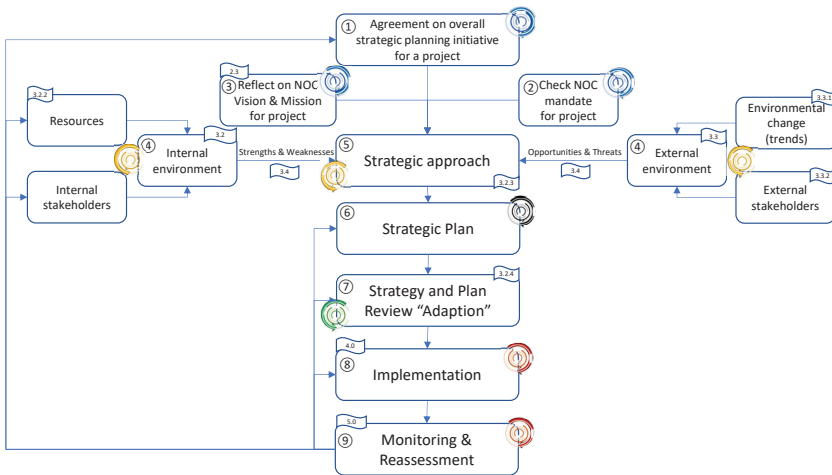 ① Agreement on overall
strategic planning initiative
for a project
2.3
③ Reflect on NOC
Vision & Mission
for project
② Check NOC
mandate
for project
3.2.2
Resources
Internal
stakeholders
3.2
④ Internal
environment
Strengths & Weaknesses
3.4
⑤
Strategic approach
3.2.3
Opportunities & Threats
3.4
3.3
④ External
environment
3.3.1
Environmental
change
(trends)
3.3.2
External
stakeholders
⑥
Strategic Plan
3.2.4
⑦
Strategy and Plan
Review “Adaption”
4.0
⑧
Implementation
5.0
⑨ Monitoring &
Reassessment